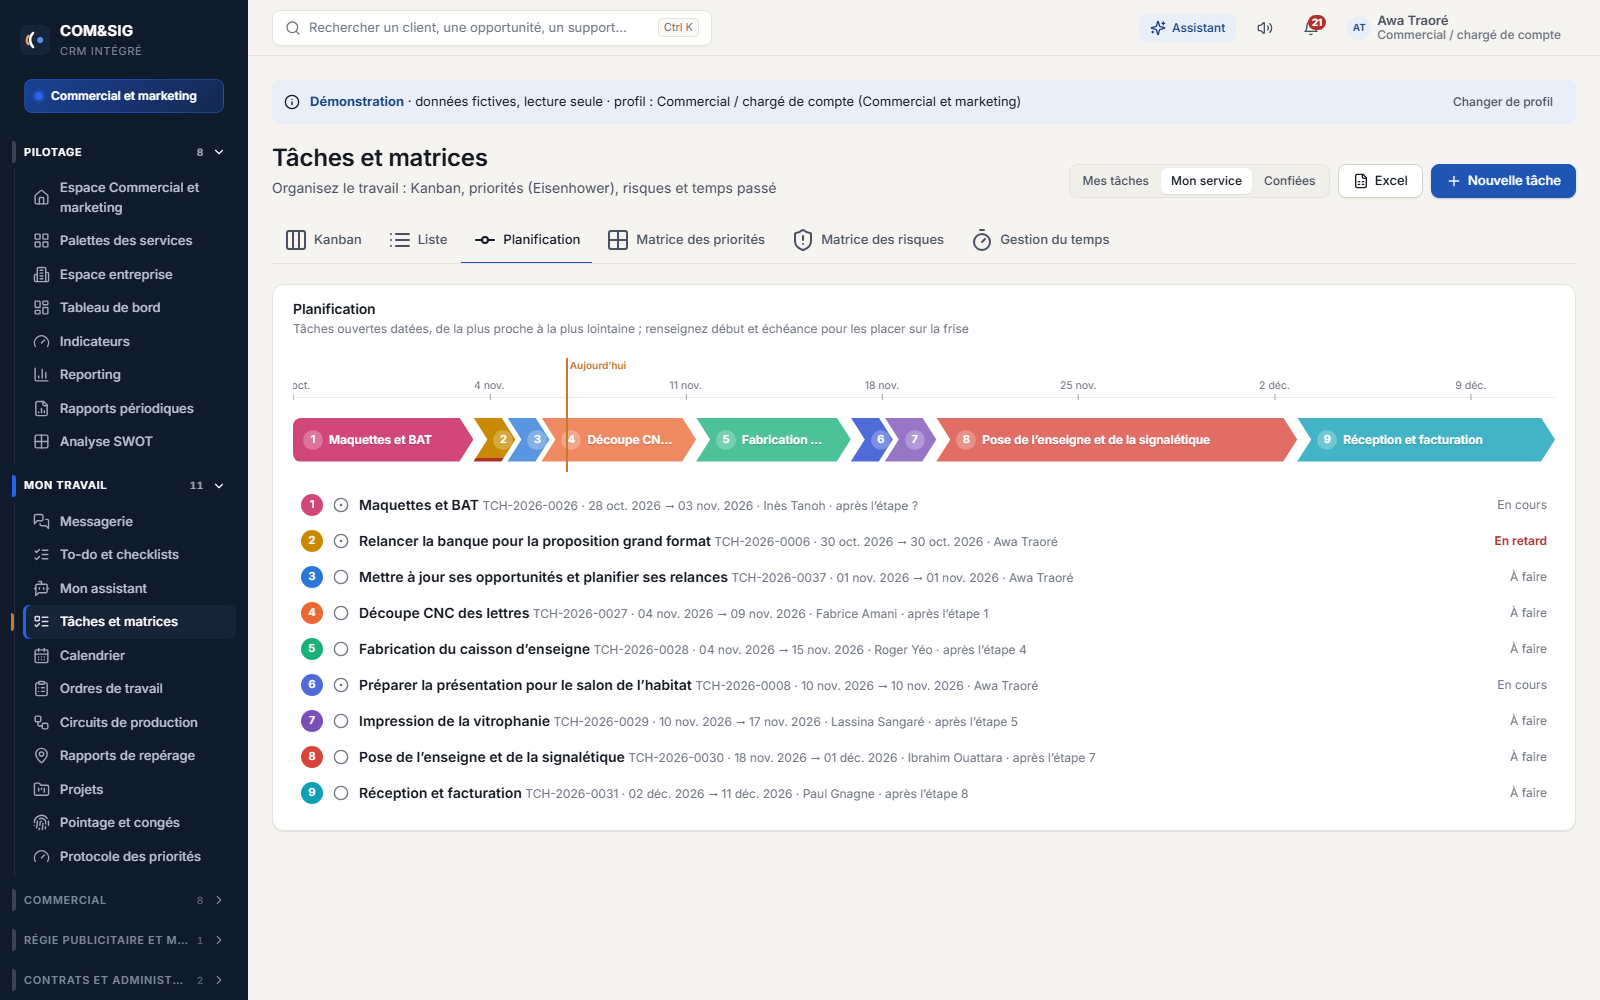 COM&SIG
CRM INTÉGRÉ
Commercial et marketing
PILOTAGE 8
Espace Commercial et marketing
Palettes des services
Espace entreprise
Tableau de bord
Indicateurs
Reporting
Rapports périodiques
Analyse SWOT
MON TRAVAIL 11
Messagerie
To-do et checklists
Mon assistant
Tâches et matrices
Calendrier
Ordres de travail
Circuits de production
Rapports de repérage
Projets
Pointage et congés
Protocole des priorités
COMMERCIAL 8
RÉGIE PUBLICITAIRE ET M... 1
CONTRATS ET ADMINIST... 2
Rechercher un client, une opportunité, un support... Ctrl K
Assistant
21
AT
Awa Traoré
Commercial / chargé de compte
Démonstration · données fictives, lecture seule · profil : Commercial / chargé de compte (Commercial et marketing)
Changer de profil
Tâches et matrices
Organisez le travail : Kanban, priorités (Eisenhower), risques et temps passé
Mes tâches Mon service Confiées
Excel
Nouvelle tâche
Kanban Liste Planification Matrice des priorités Matrice des risques Gestion du temps
Planification
Tâches ouvertes datées, de la plus proche à la plus lointaine ; renseignez début et échéance pour les placer sur la frise
Aujourd'hui
oct. 4 nov. 11 nov. 18 nov. 25 nov. 2 déc. 9 déc.
1 Maquettes et BAT 2 3 4 Découpe CN... 5 Fabrication ... 6 7 8 Pose de l'enseigne et de la signalétique 9 Réception et facturation
1 Maquettes et BAT TCH-2026-0026 · 28 oct. 2026 → 03 nov. 2026 · Inès Tanoh · après l'étape ? En cours
2 Relancer la banque pour la proposition grand format TCH-2026-0006 · 30 oct. 2026 → 30 oct. 2026 · Awa Traoré En retard
3 Mettre à jour ses opportunités et planifier ses relances TCH-2026-0037 · 01 nov. 2026 → 01 nov. 2026 · Awa Traoré À faire
4 Découpe CNC des lettres TCH-2026-0027 · 04 nov. 2026 → 09 nov. 2026 · Fabrice Amani · après l'étape 1 À faire
5 Fabrication du caisson d'enseigne TCH-2026-0028 · 04 nov. 2026 → 15 nov. 2026 · Roger Yéo · après l'étape 4 À faire
6 Préparer la présentation pour le salon de l'habitat TCH-2026-0008 · 10 nov. 2026 → 10 nov. 2026 · Awa Traoré En cours
7 Impression de la vitrophanie TCH-2026-0029 · 10 nov. 2026 → 17 nov. 2026 · Lassina Sangaré · après l'étape 5 À faire
8 Pose de l'enseigne et de la signalétique TCH-2026-0030 · 18 nov. 2026 → 01 déc. 2026 · Ibrahim Ouattara · après l'étape 7 À faire
9 Réception et facturation TCH-2026-0031 · 02 déc. 2026 → 11 déc. 2026 · Paul Gnagne · après l'étape 8 À faire